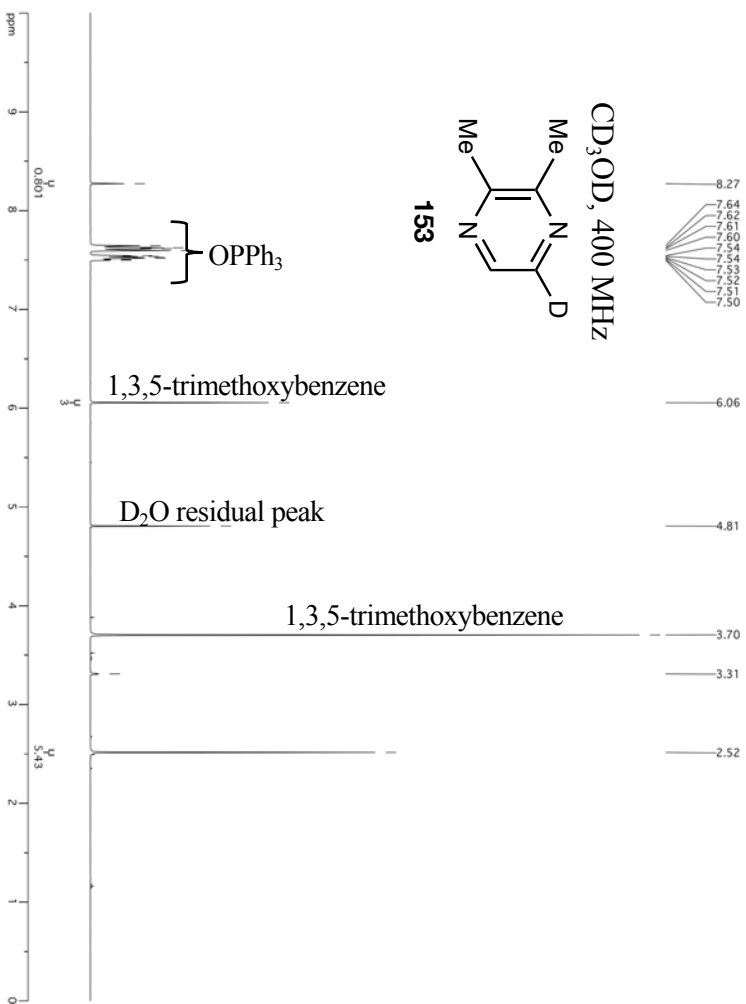 CD₃OD, 400 MHz
Me
Me
N
N
D
153
OPPh₃
1,3,5-trimethoxybenzene
D₂O residual peak
1,3,5-trimethoxybenzene
8.27
7.64
7.62
7.61
7.60
7.54
7.54
7.53
7.52
7.51
7.50
6.06
4.81
3.70
3.31
2.52
0.801
3
5.43
ppm
9
8
7
6
5
4
3
2
1
0